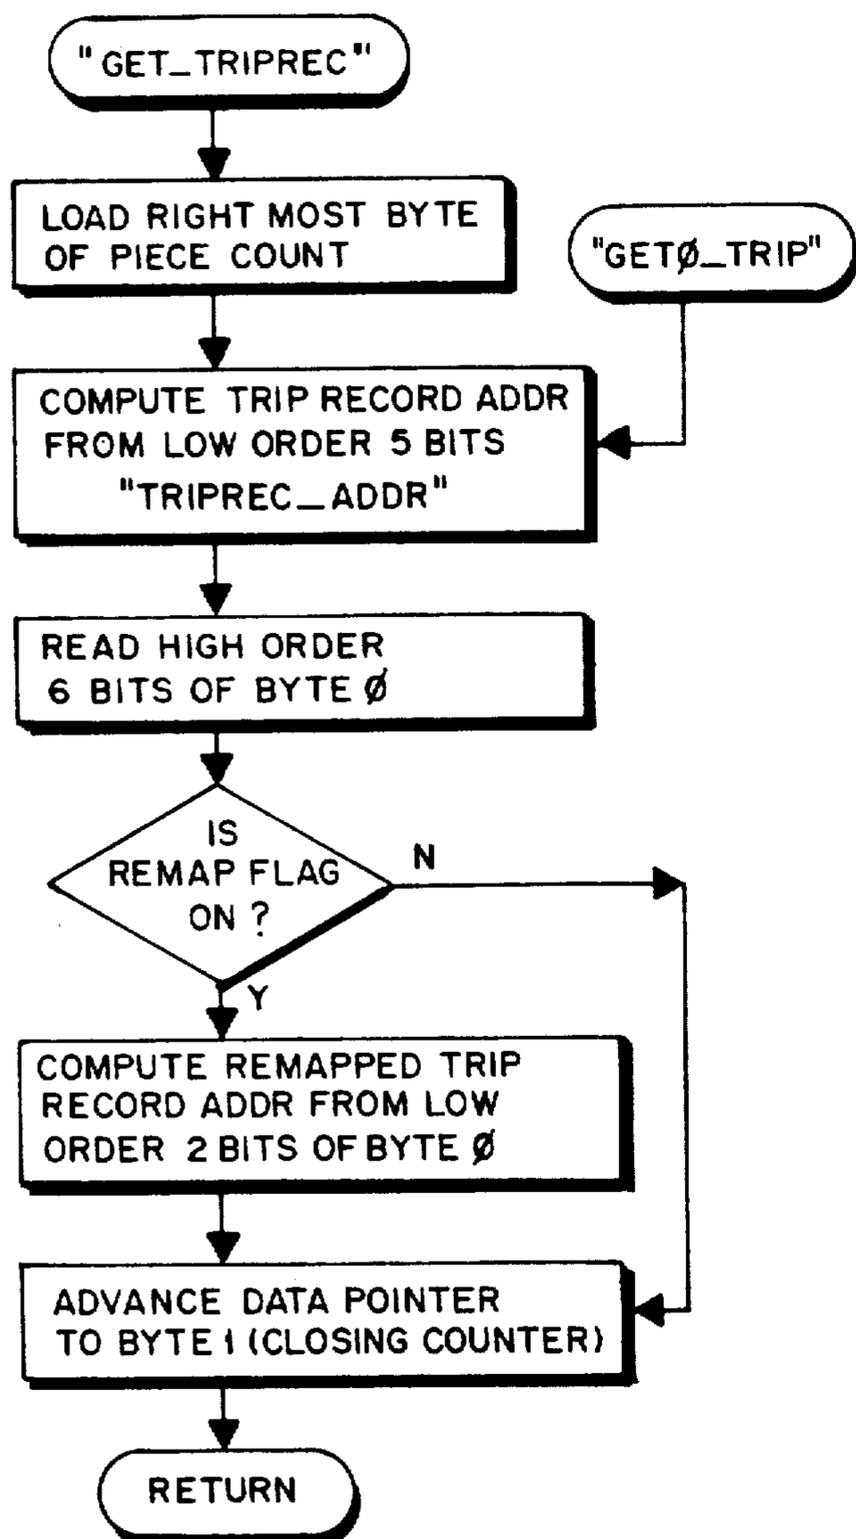 "GET_TRIPREC"
LOAD RIGHT MOST BYTE
OF PIECE COUNT
"GETØ_TRIP"
COMPUTE TRIP RECORD ADDR
FROM LOW ORDER 5 BITS
"TRIPREC_ADDR"
READ HIGH ORDER
6 BITS OF BYTE Ø
IS
REMAP FLAG
ON ?
N
Y
COMPUTE REMAPPED TRIP
RECORD ADDR FROM LOW
ORDER 2 BITS OF BYTE Ø
ADVANCE DATA POINTER
TO BYTE 1 (CLOSING COUNTER)
RETURN